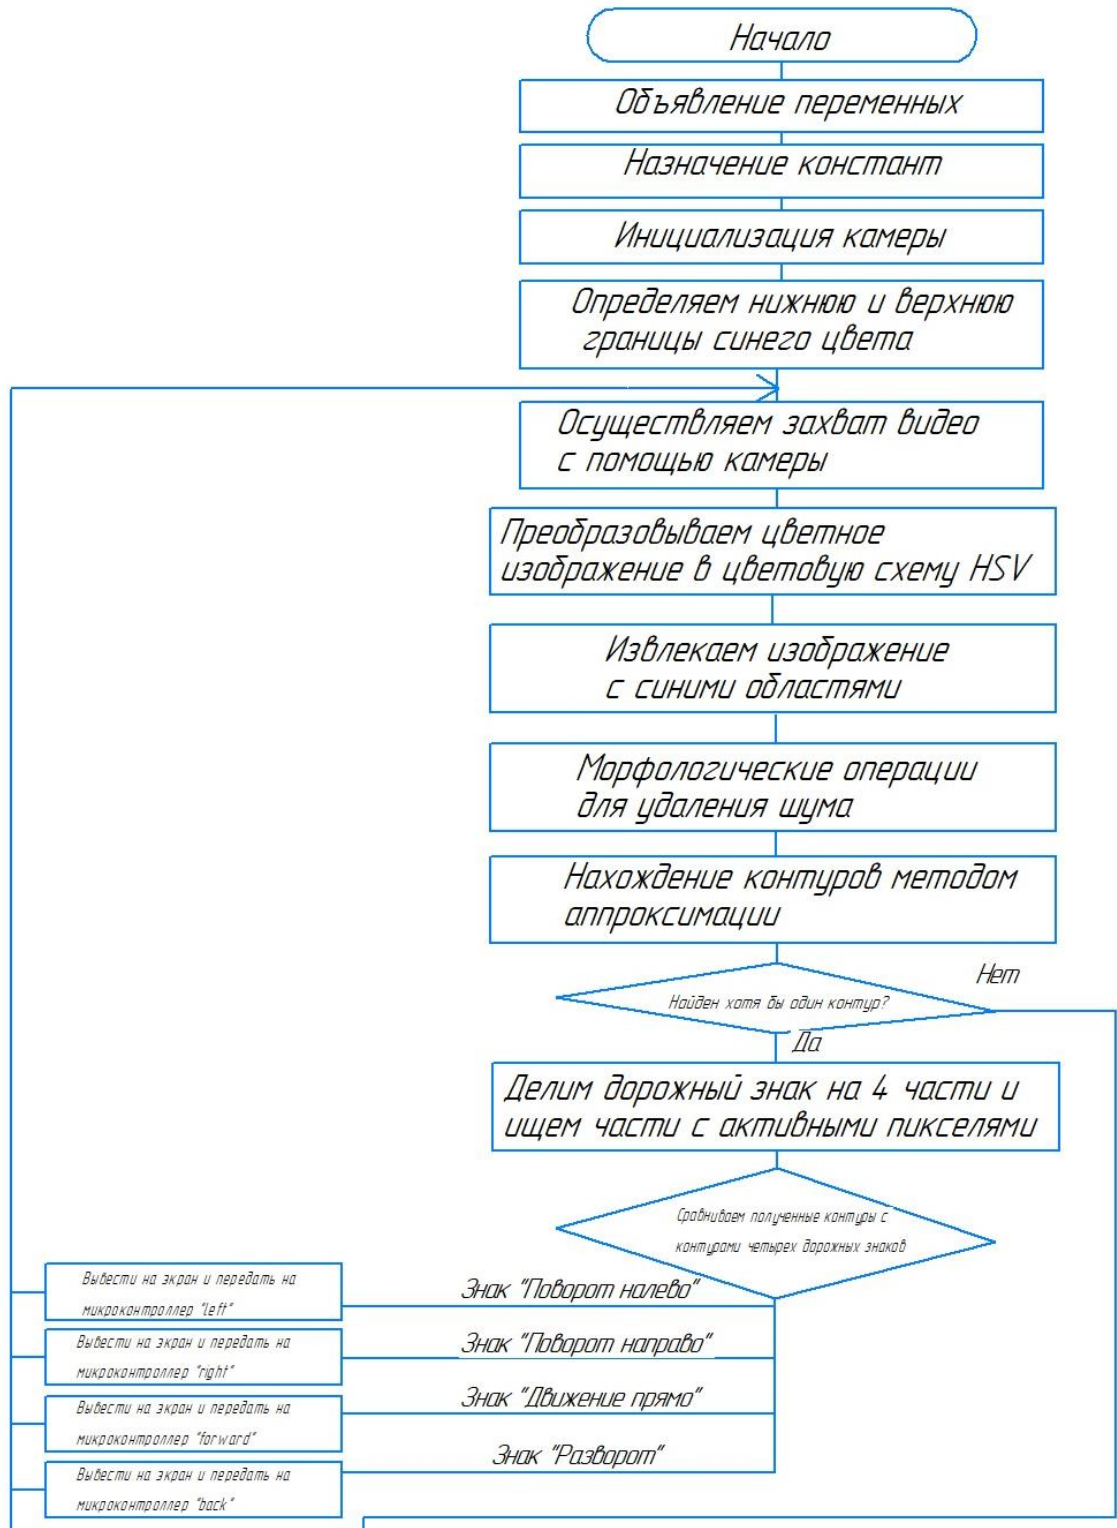 Начало
Объявление переменных
Назначение констант
Инициализация камеры
Определяем нижнюю и верхнюю
границы синего цвета
Осуществляем захват видео
с помощью камеры
Преобразовываем цветное
изображение в цветовую схему HSV
Извлекаем изображение
с синими областями
Морфологические операции
для удаления шума
Нахождение контуров методом
аппроксимации
Нет
Найден хотя бы один контур?
Да
Делим дорожный знак на 4 части и
ищем части с активными пикселями
Сравниваем полученные контуры с
контурами четырех дорожных знаков
Знак "Поворот налево"
Вывести на экран и передать на
микроконтроллер "left"
Знак "Поворот направо"
Вывести на экран и передать на
микроконтроллер "right"
Знак "Движение прямо"
Вывести на экран и передать на
микроконтроллер "forward"
Знак "Разворот"
Вывести на экран и передать на
микроконтроллер "back"